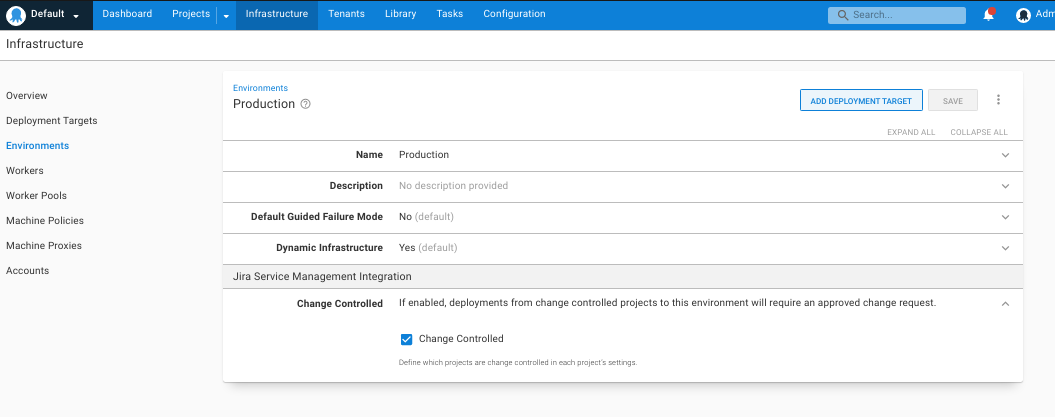 Default Dashboard Projects Infrastructure Tenants Library Tasks Configuration Search... Adm
Infrastructure
Overview
Deployment Targets
Environments
Workers
Worker Pools
Machine Policies
Machine Proxies
Accounts
Environments
Production
ADD DEPLOYMENT TARGET SAVE
EXPAND ALL COLLAPSE ALL
Name Production
Description No description provided
Default Guided Failure Mode No (default)
Dynamic Infrastructure Yes (default)
Jira Service Management Integration
Change Controlled If enabled, deployments from change controlled projects to this environment will require an approved change request.
Change Controlled
Define which projects are change controlled in each project's settings.